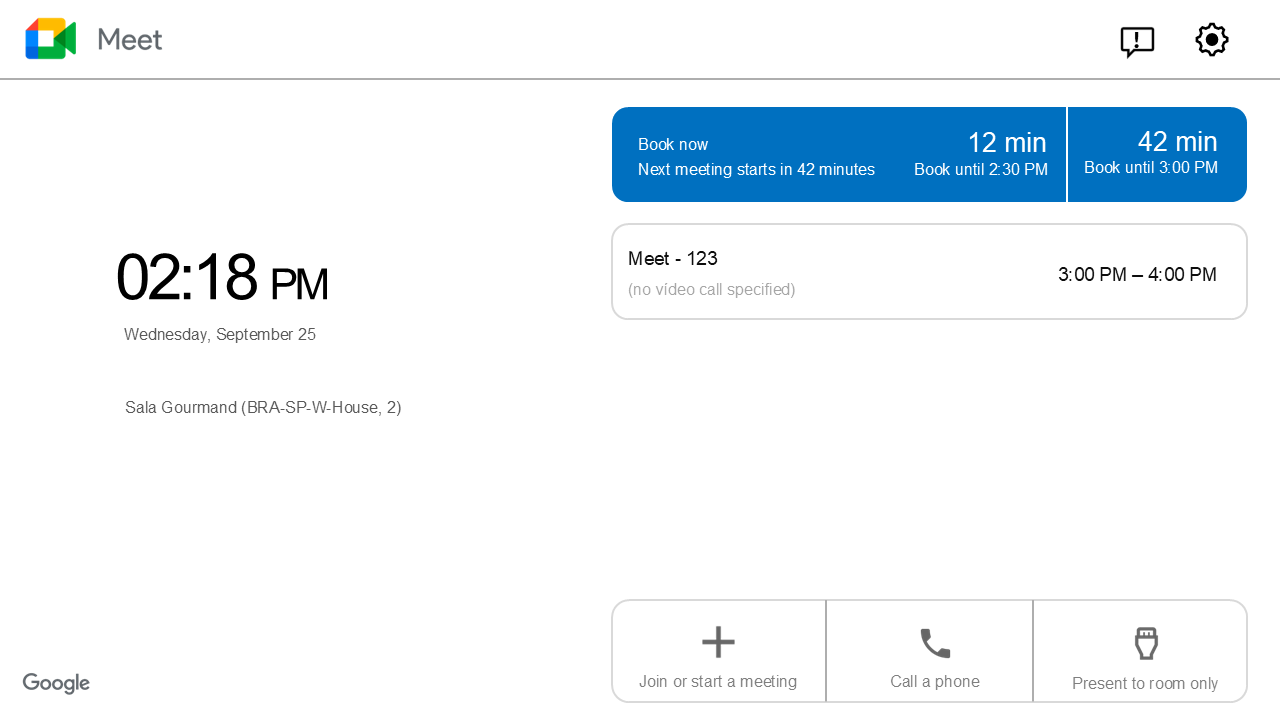 Meet
Book now
Next meeting starts in 42 minutes
12 min
Book until 2:30 PM
42 min
Book until 3:00 PM
02:18 PM
Wednesday, September 25
Sala Gourmand (BRA-SP-W-House, 2)
Meet - 123
(no vídeo call specified)
3:00 PM – 4:00 PM
Join or start a meeting
Call a phone
Present to room only
Google